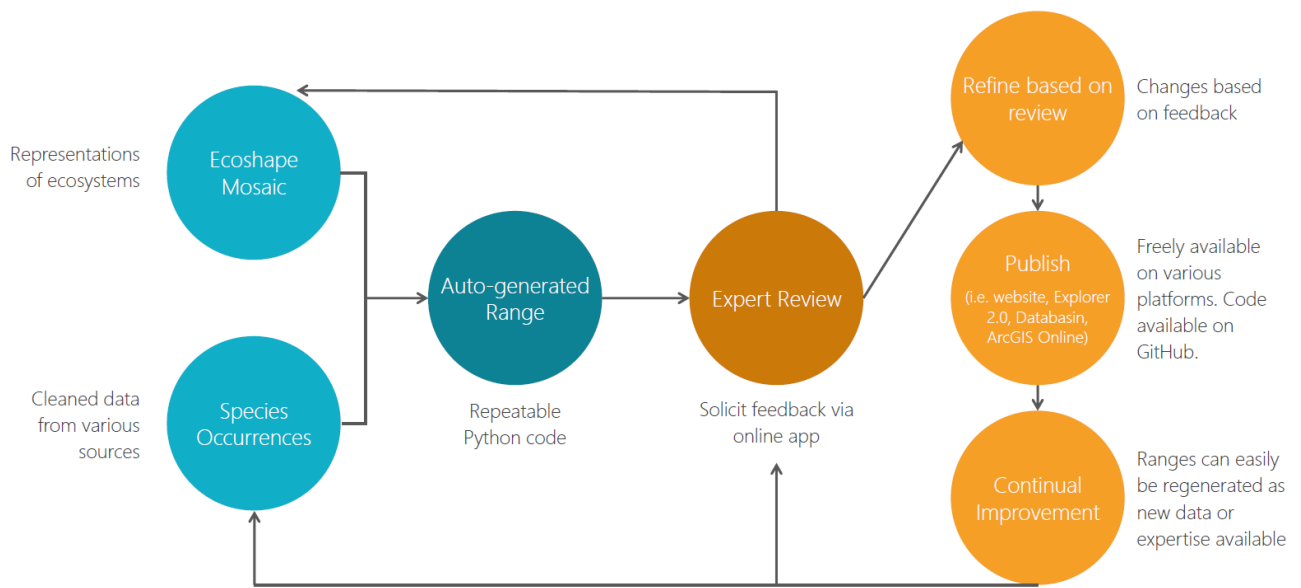 Representations
of ecosystems
Ecoshape
Mosaic
Cleaned data
from various
sources
Species
Occurrences
Auto-generated
Range
Repeatable
Python code
Expert Review
Solicit feedback via
online app
Refine based on
review
Changes based
on feedback
Publish
(i.e. website, Explorer
2.0, Databasin,
ArcGIS Online)
Freely available
on various
platforms. Code
available on
GitHub.
Continual
Improvement
Ranges can easily
be regenerated as
new data or
expertise available